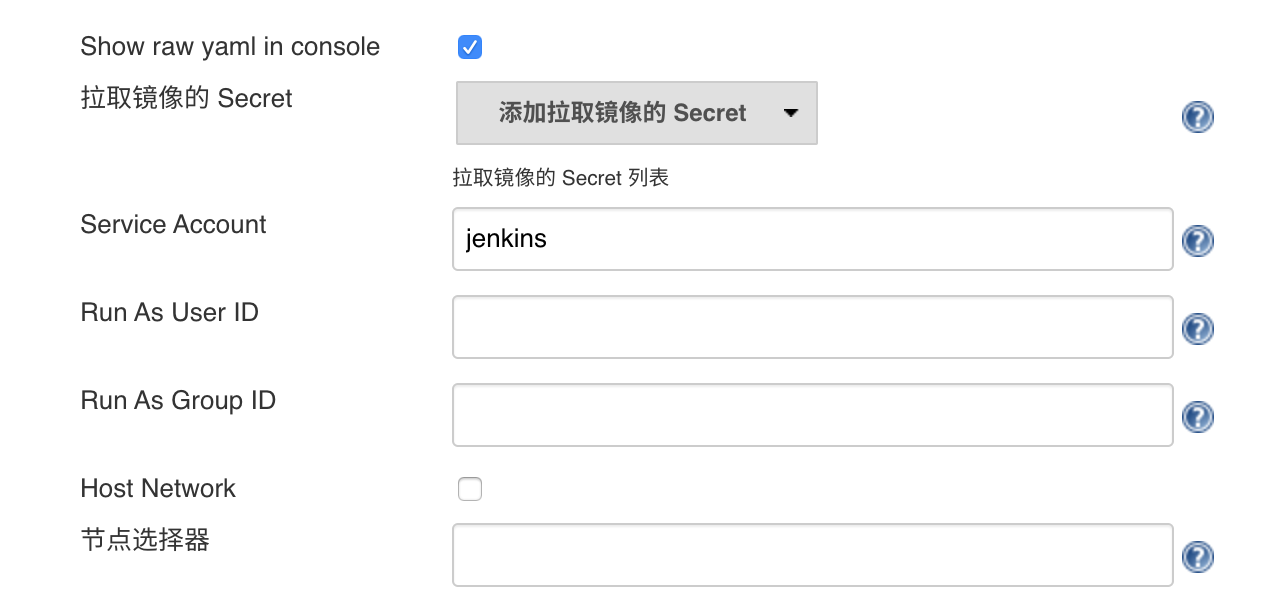 Show raw yaml in console
拉取镜像的 Secret
添加拉取镜像的 Secret
拉取镜像的 Secret 列表
Service Account
jenkins
Run As User ID
Run As Group ID
Host Network
节点选择器